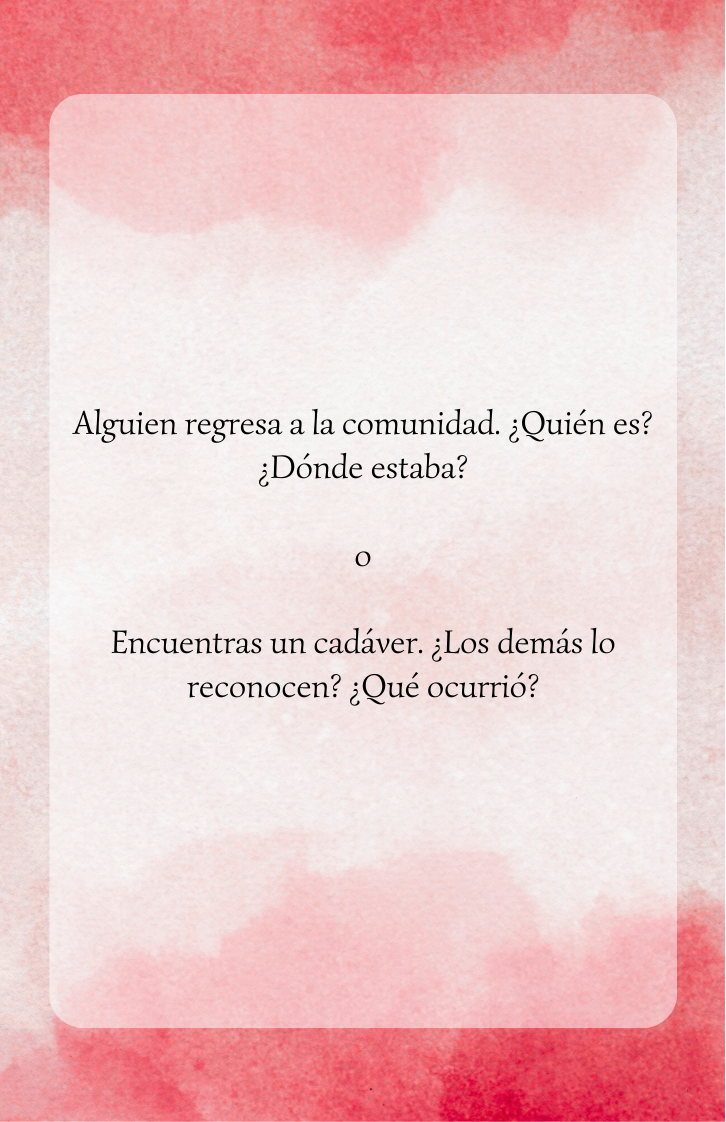 Alguien regresa a la comunidad. ¿Quién es?
¿Dónde estaba?
o
Encuentras un cadáver. ¿Los demás lo
reconocen? ¿Qué ocurrió?